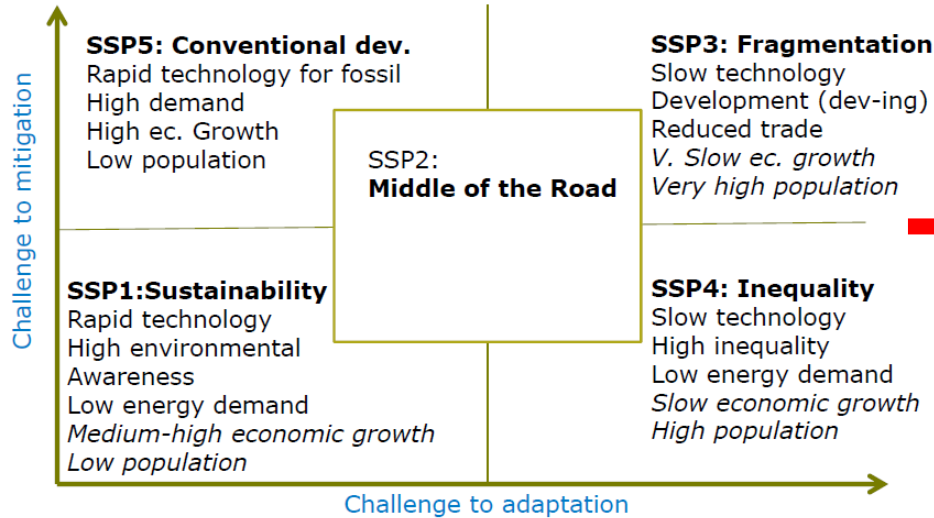 Challenge to mitigation
SSP5: Conventional dev.
Rapid technology for fossil
High demand
High ec. Growth
Low population
SSP3: Fragmentation
Slow technology
Development (dev-ing)
Reduced trade
V. Slow ec. growth
Very high population
SSP2:
Middle of the Road
SSP1:Sustainability
Rapid technology
High environmental
Awareness
Low energy demand
Medium-high economic growth
Low population
SSP4: Inequality
Slow technology
High inequality
Low energy demand
Slow economic growth
High population
Challenge to adaptation